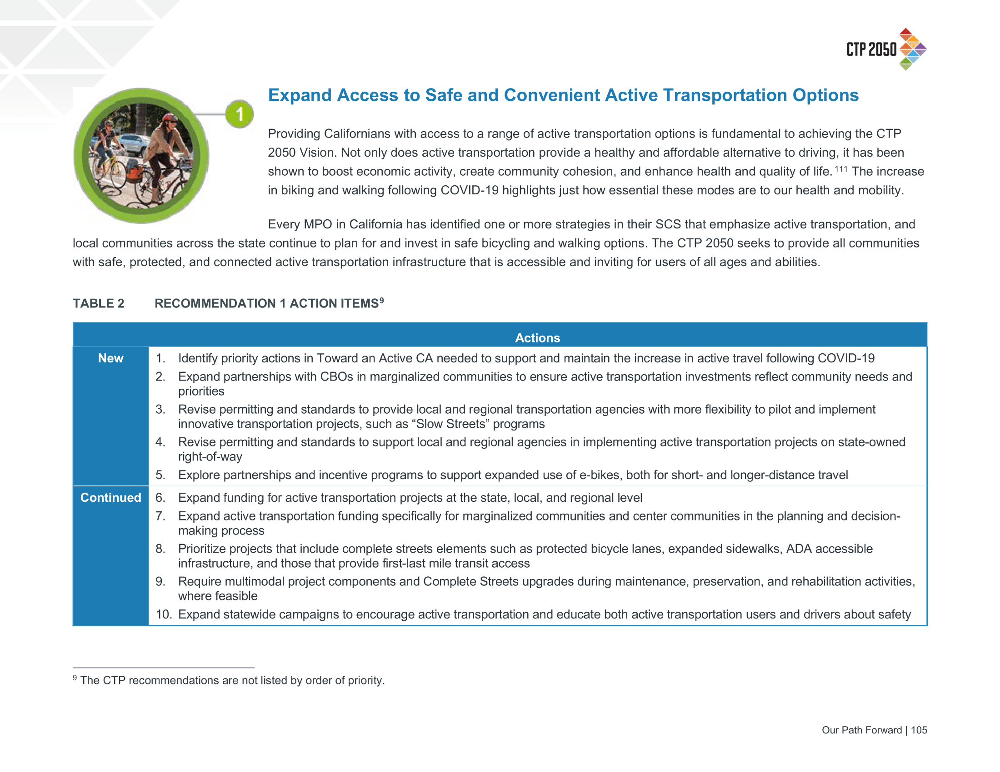 CTP 2050
Expand Access to Safe and Convenient Active Transportation Options
1
Providing Californians with access to a range of active transportation options is fundamental to achieving the CTP
2050 Vision. Not only does active transportation provide a healthy and affordable alternative to driving, it has been
shown to boost economic activity, create community cohesion, and enhance health and quality of life. 111 The increase
in biking and walking following COVID-19 highlights just how essential these modes are to our health and mobility.
Every MPO in California has identified one or more strategies in their SCS that emphasize active transportation, and
local communities across the state continue to plan for and invest in safe bicycling and walking options. The CTP 2050 seeks to provide all communities
with safe, protected, and connected active transportation infrastructure that is accessible and inviting for users of all ages and abilities.
TABLE 2 RECOMMENDATION 1 ACTION ITEMS9
Actions
New
1. Identify priority actions in Toward an Active CA needed to support and maintain the increase in active travel following COVID-19
2. Expand partnerships with CBOs in marginalized communities to ensure active transportation investments reflect community needs and
priorities
3. Revise permitting and standards to provide local and regional transportation agencies with more flexibility to pilot and implement
innovative transportation projects, such as “Slow Streets” programs
4. Revise permitting and standards to support local and regional agencies in implementing active transportation projects on state-owned
right-of-way
5. Explore partnerships and incentive programs to support expanded use of e-bikes, both for short- and longer-distance travel
Continued
6. Expand funding for active transportation projects at the state, local, and regional level
7. Expand active transportation funding specifically for marginalized communities and center communities in the planning and decision-
making process
8. Prioritize projects that include complete streets elements such as protected bicycle lanes, expanded sidewalks, ADA accessible
infrastructure, and those that provide first-last mile transit access
9. Require multimodal project components and Complete Streets upgrades during maintenance, preservation, and rehabilitation activities,
where feasible
10. Expand statewide campaigns to encourage active transportation and educate both active transportation users and drivers about safety
9 The CTP recommendations are not listed by order of priority.
Our Path Forward | 105